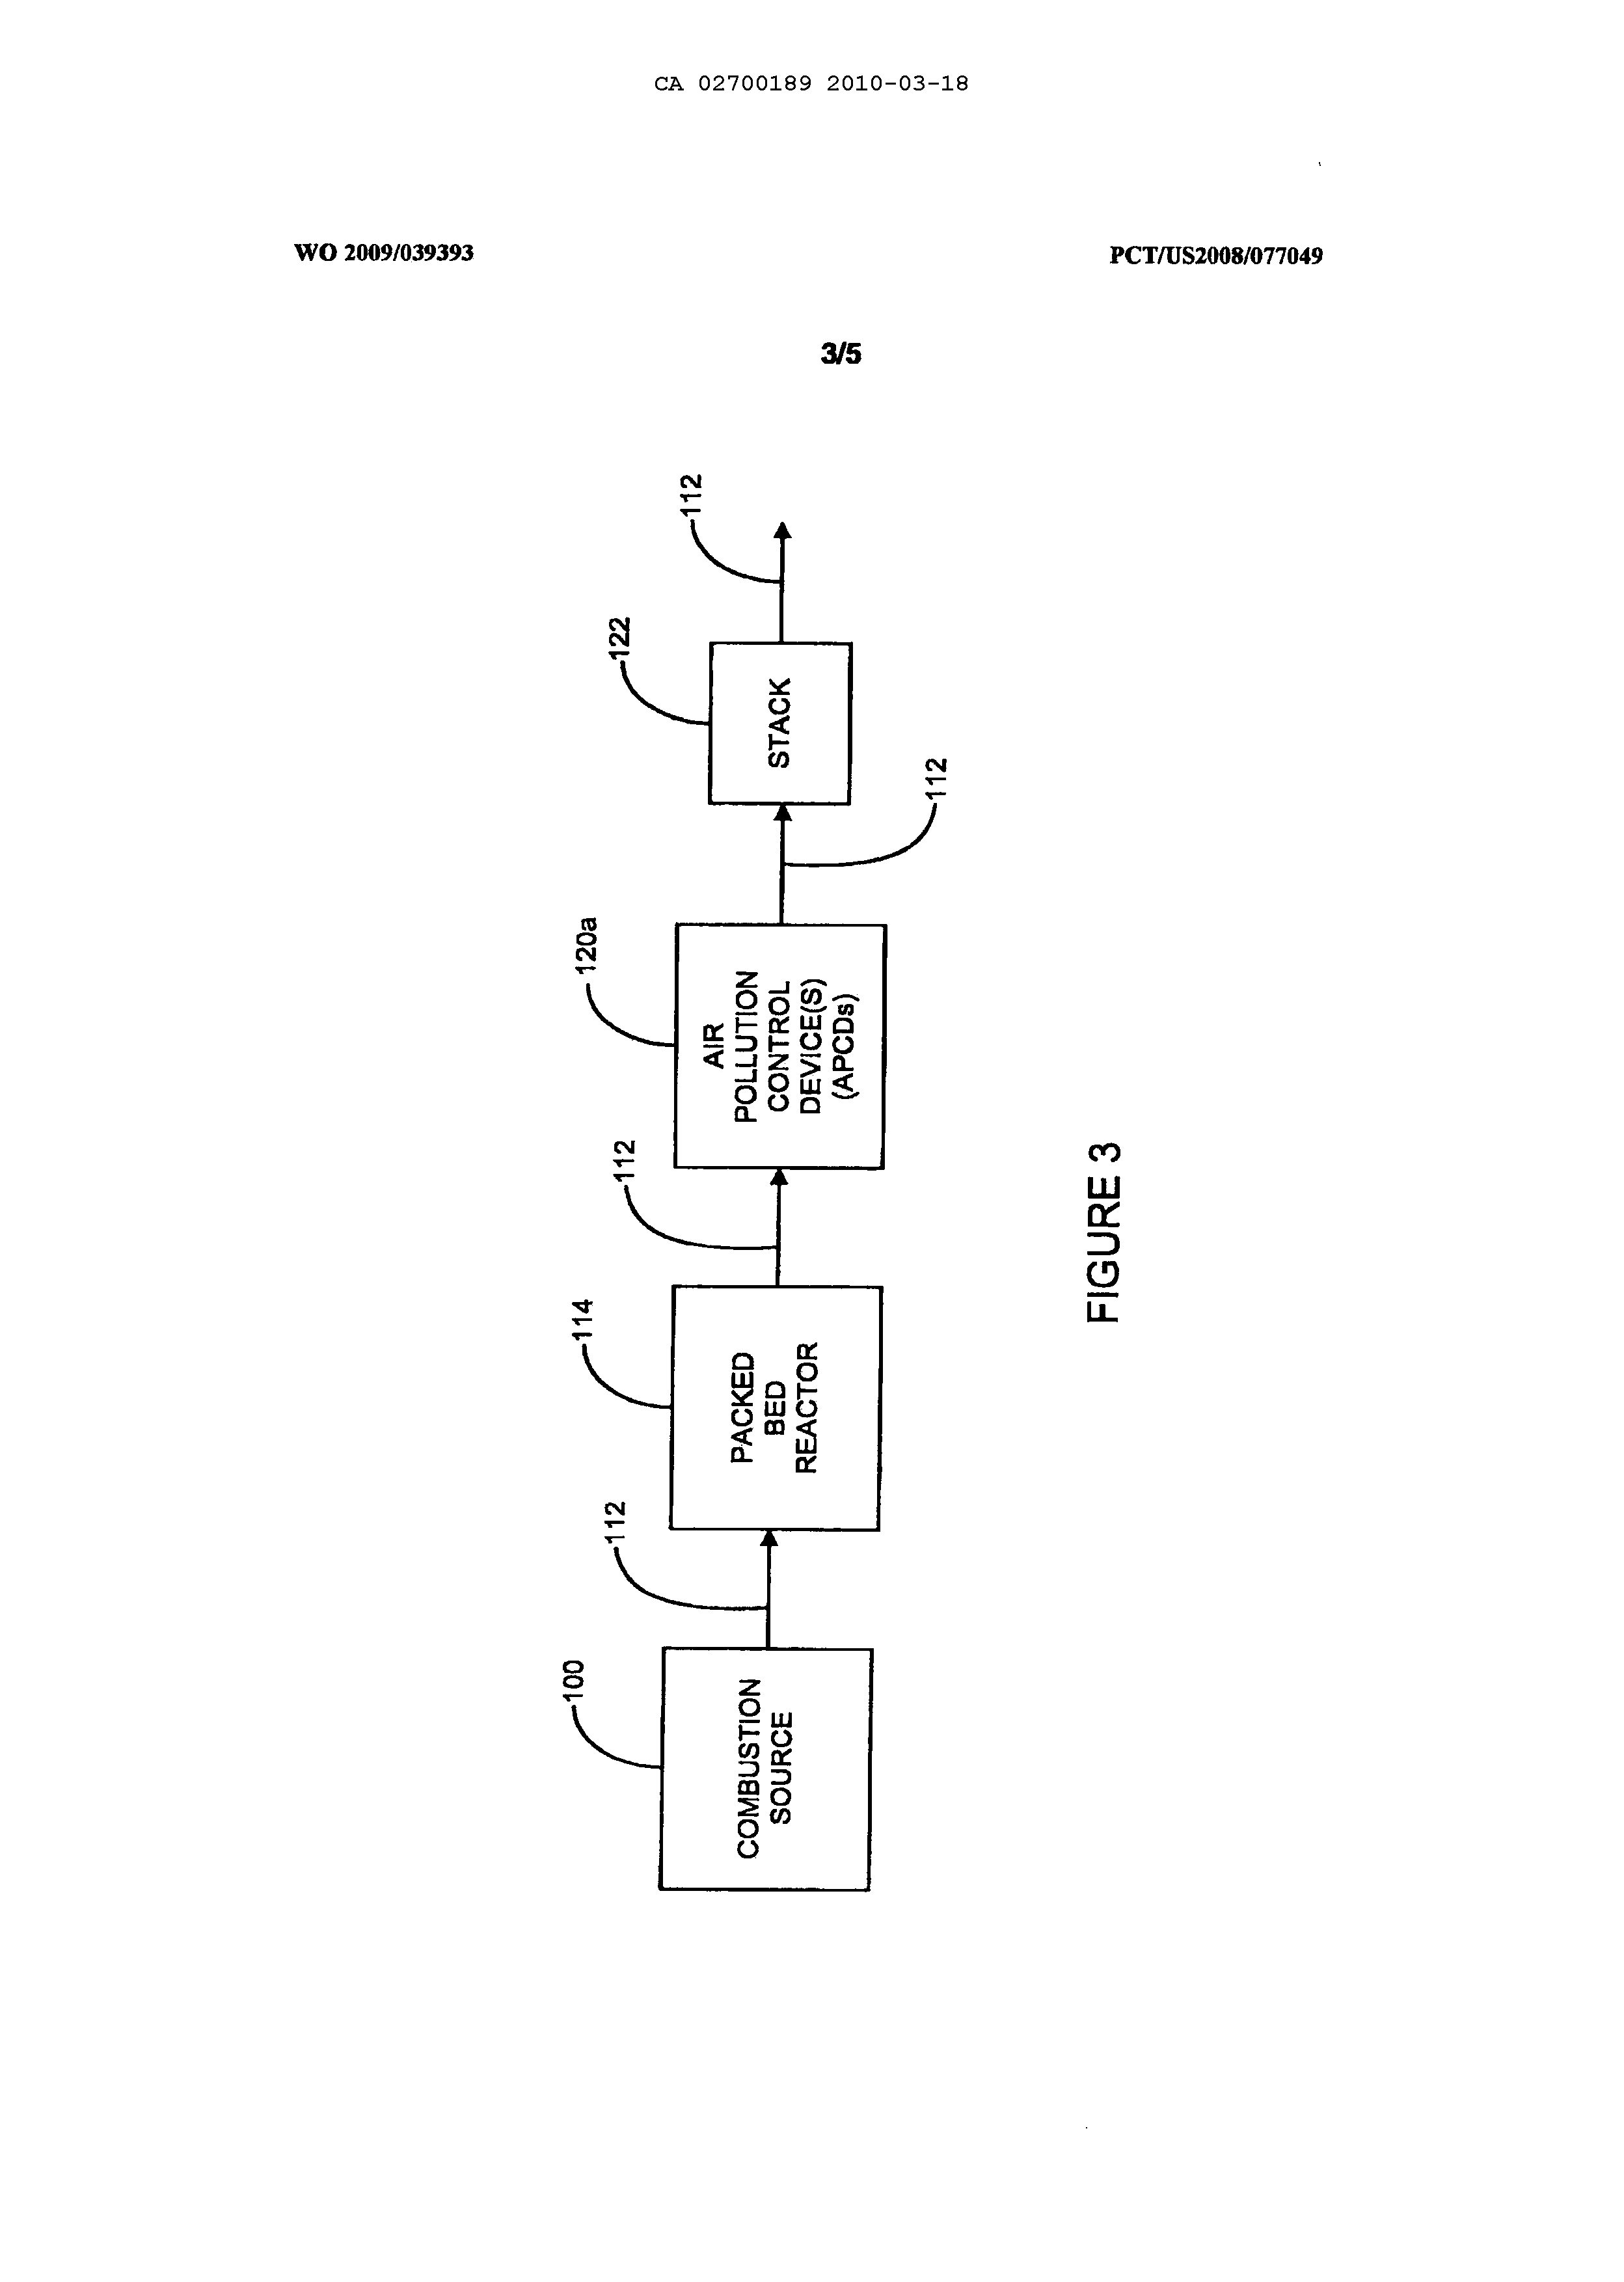 CA 02700189 2010-03-18
WO 2009/039393
PCT/US2008/077049
3/5
100
COMBUSTION
SOURCE
112
114
PACKED
BED
REACTOR
112
120a
AIR
POLLUTION
CONTROL
DEVICE(S)
(APCDs)
112
122
STACK
112
FIGURE 3